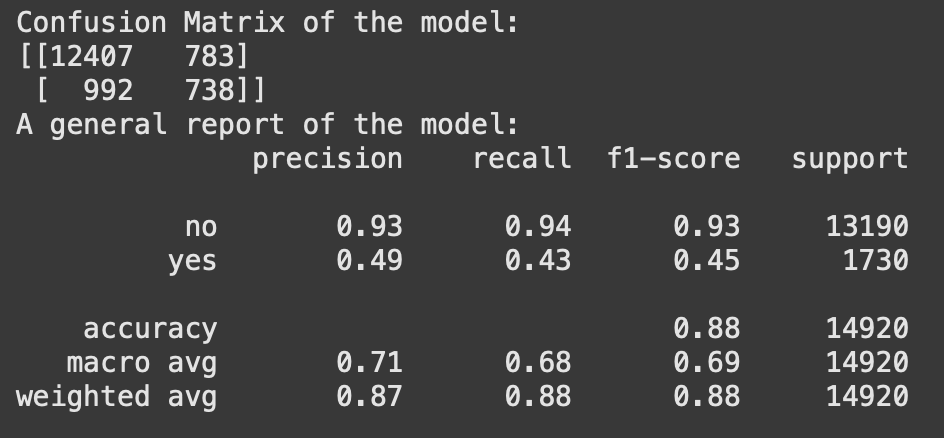 Confusion Matrix of the model:
[[12407   783]
 [  992   738]]
A general report of the model:
              precision    recall  f1-score   support

          no       0.93      0.94      0.93     13190
         yes       0.49      0.43      0.45      1730

    accuracy                           0.88     14920
   macro avg       0.71      0.68      0.69     14920
weighted avg       0.87      0.88      0.88     14920